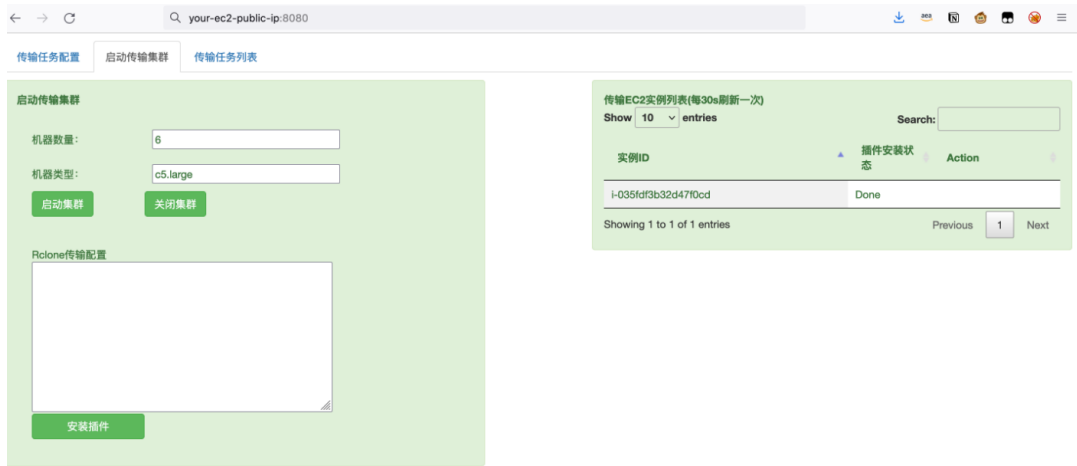 your-ec2-public-ip:8080
传输任务配置 启动传输集群 传输任务列表
启动传输集群
机器数量: 6
机器类型: c5.large
启动集群 关闭集群
Rclone传输配置
安装插件
传输EC2实例列表(每30s刷新一次)
Show 10 entries
Search:
实例ID 插件安装状态 Action
i-035fdf3b32d47f0cd Done
Showing 1 to 1 of 1 entries
Previous 1 Next